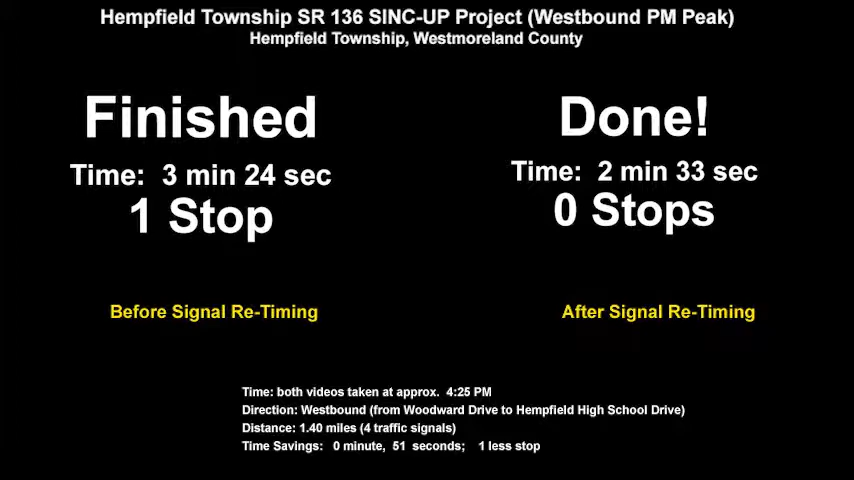 Hempfield Township SR 136 SINC-UP Project (Westbound PM Peak)
Hempfield Township, Westmoreland County
Finished
Time: 3 min 24 sec
1 Stop
Before Signal Re-Timing
Done!
Time: 2 min 33 sec
0 Stops
After Signal Re-Timing
Time: both videos taken at approx. 4:25 PM
Direction: Westbound (from Woodward Drive to Hempfield High School Drive)
Distance: 1.40 miles (4 traffic signals)
Time Savings: 0 minute, 51 seconds; 1 less stop